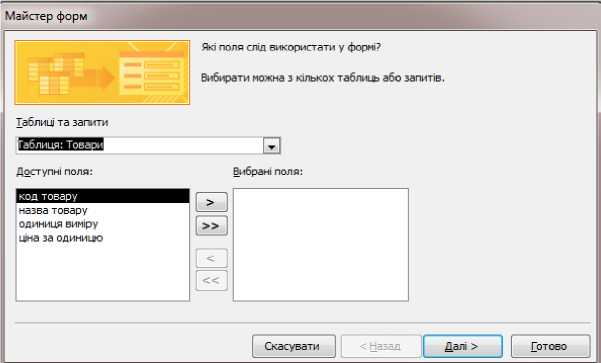 Майстер форм
Які поля слід використати у формі?
Вибирати можна з кількох таблиць або запитів.
Таблиці та запити
Таблиця: Товари
Доступні поля:
Вибрані поля:
код товару
назва товару
одиниця виміру
ціна за одиницю
>
>>
<
<<
Скасувати
< Назад
Далі >
Готово